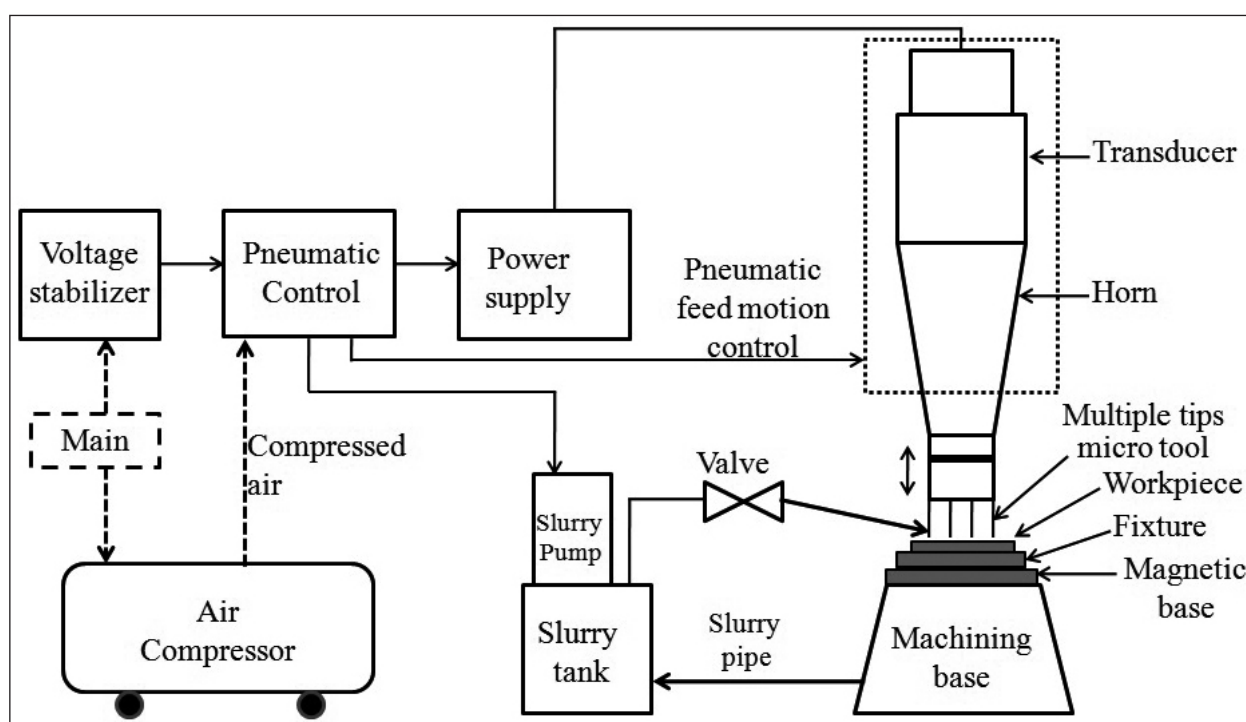 Transducer
Voltage
stabilizer
Pneumatic
Control
Power
supply
Pneumatic
feed motion
control
Horn
Main
Compressed
air
Valve
Multiple tips
micro tool
Workpiece
Fixture
Magnetic
base
Slurry
Pump
Air
Compressor
Slurry
tank
Slurry
pipe
Machining
base